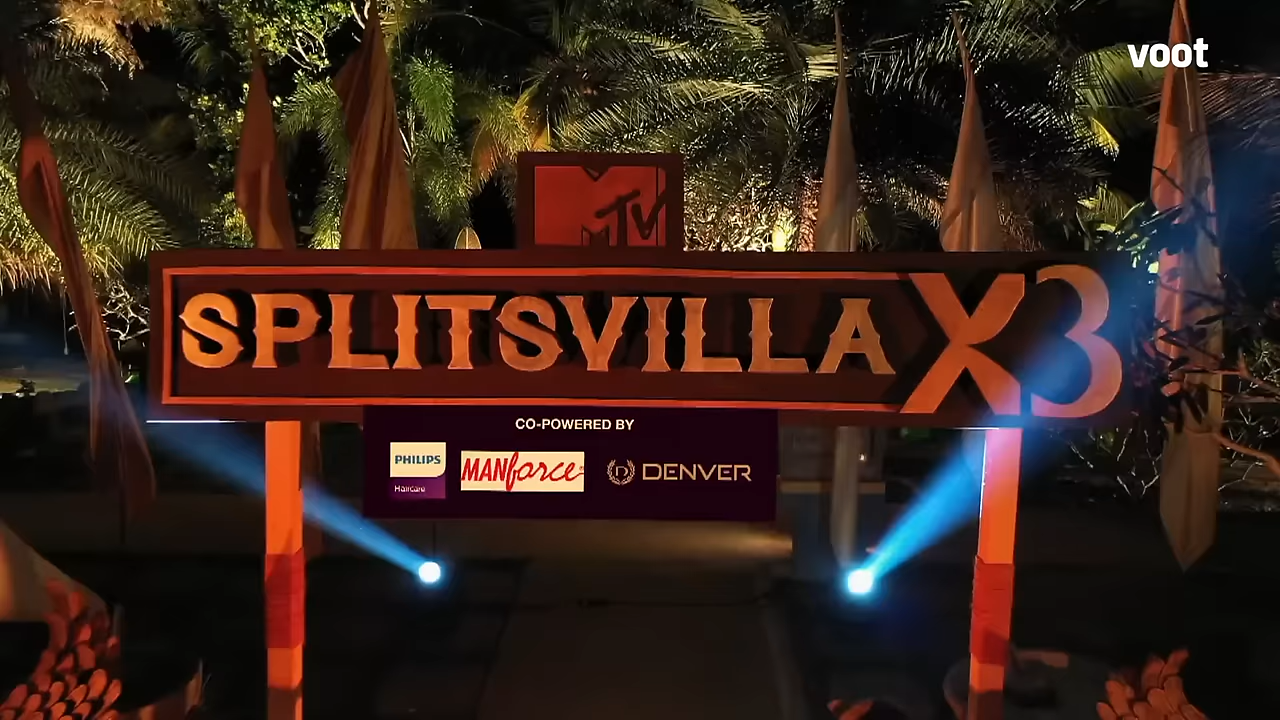 voot
MTV
SPLITSVILLA X3
CO-POWERED BY
PHILIPS
Haircare
MANforce
DENVER